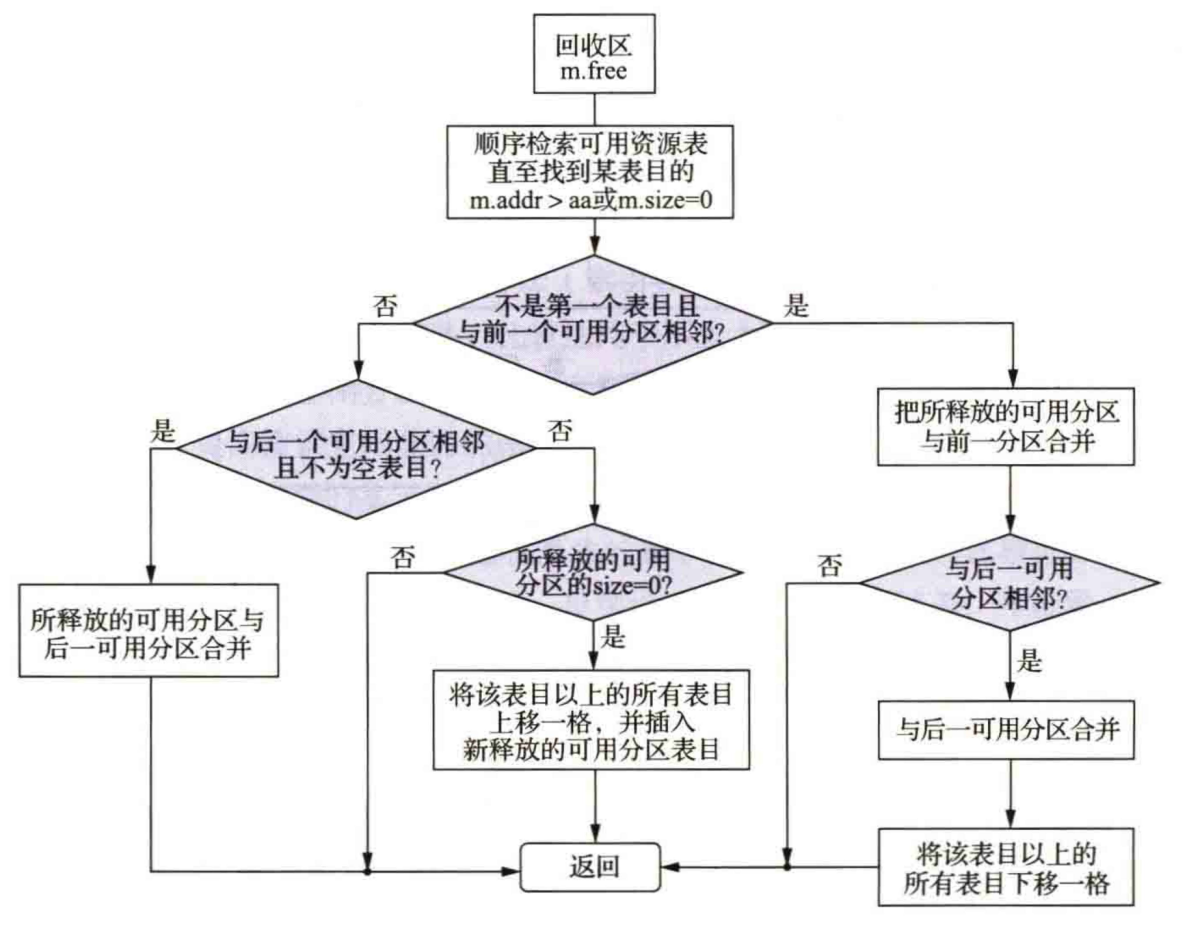 回收区
m.free
顺序检索可用资源表
直至找到某表目的
m.addr > aa或m.size=0
不是第一个表目且
与前一个可用分区相邻?
否
是
与后一个可用分区相邻
且不为空表目?
是
否
把所释放的可用分区
与前一分区合并
所释放的可用
分区的size=0?
否
是
与后一可用
分区相邻?
否
是
所释放的可用分区与
后一可用分区合并
将该表目以上的所有表目
上移一格，并插入
新释放的可用分区表目
与后一可用分区合并
将该表目以上的
所有表目下移一格
返回